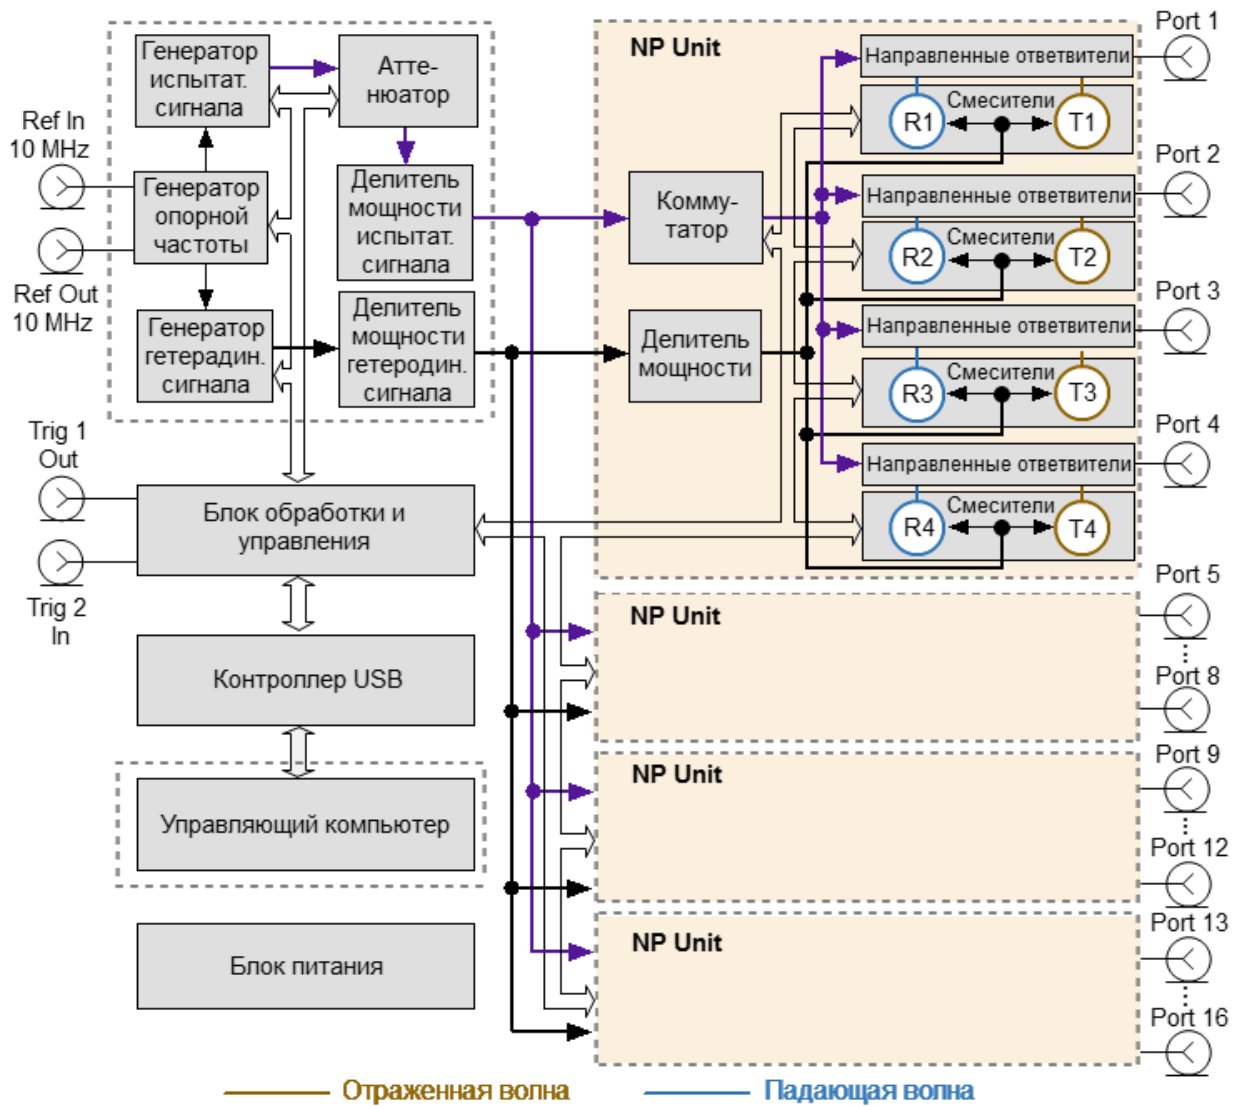 Генератор
испытат.
сигнала
Атте-
нюатор
Ref In
10 MHz
Генератор
опорной
частоты
Делитель
мощности
испытат.
сигнала
Ref Out
10 MHz
Генератор
гетерадин.
сигнала
Делитель
мощности
гетеродин.
сигнала
Trig 1
Out
Блок обработки и
управления
Trig 2
In
Контроллер USB
Управляющий компьютер
Блок питания
NP Unit
Комму-
татор
Делитель
мощности
Направленные ответвители
Смесители
R1
T1
Port 1
Направленные ответвители
Смесители
R2
T2
Port 2
Направленные ответвители
Смесители
R3
T3
Port 3
Направленные ответвители
Смесители
R4
T4
Port 4
NP Unit
Port 5
Port 8
NP Unit
Port 9
Port 12
NP Unit
Port 13
Port 16
Отраженная волна
Падающая волна